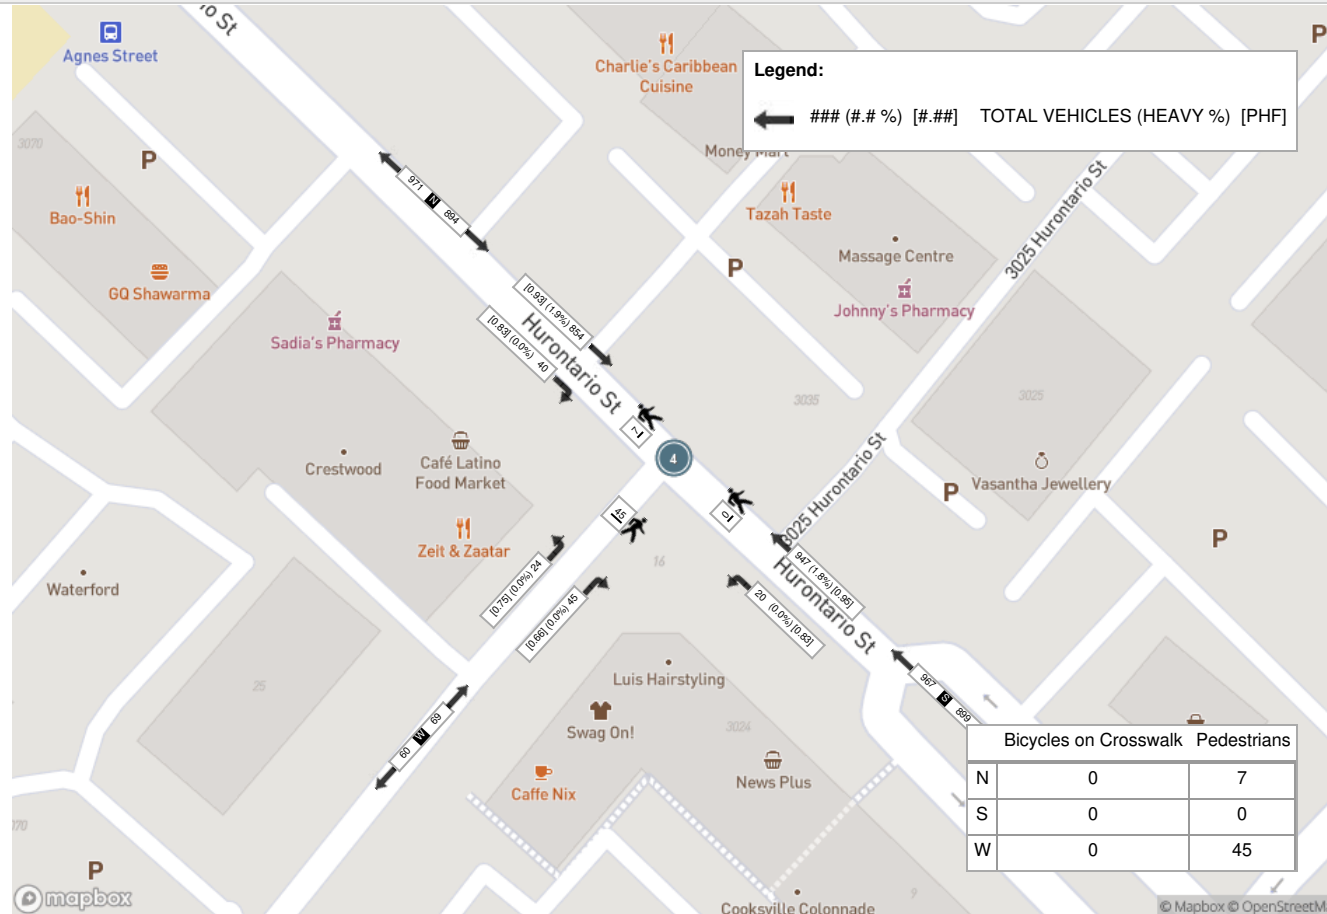 io St
Agnes Street
Charlie's Caribbean
Cuisine
P
Legend:
### (#.# %) [#.##] TOTAL VEHICLES (HEAVY %) [PHF]
3070
P
Money Mart
Bao-Shin
971 N 894
Tazah Taste
3025 Hurontario St
Massage Centre
P
GQ Shawarma
Johnny's Pharmacy
[0.93] (1.9%) 854
[0.83] (0.0%) 40
Hurontario St
Sadia's Pharmacy
3035
3025
7
4
Crestwood
Café Latino
Food Market
3025 Hurontario St
Vasantha Jewellery
P
45
0
P
Zeit & Zaatar
16
947 (1.8%) [0.95]
Waterford
[0.75] (0.0%) 24
[0.66] (0.0%) 45
20 (0.0%) [0.83]
Hurontario St
Luis Hairstyling
25
967 S 899
Swag On!
3024
60 W 69
News Plus
Caffe Nix
Bicycles on Crosswalk Pedestrians
N 0 7
S 0 0
W 0 45
70
P
mapbox
9
Cooksville Colonnade
© Mapbox © OpenStreetM